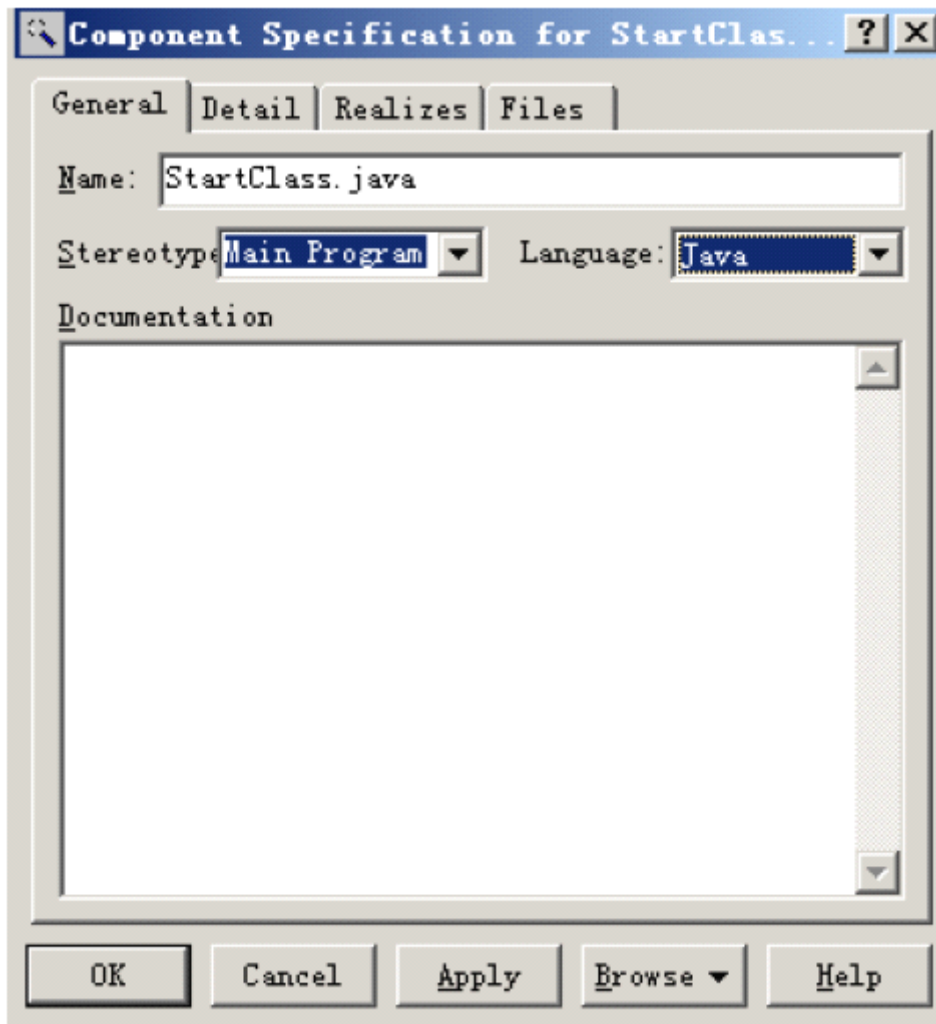 Component Specification for StartClas...
General Detail Realizes Files
Name: StartClass.java
Stereotype Main Program Language: Java
Documentation
OK Cancel Apply Browse Help